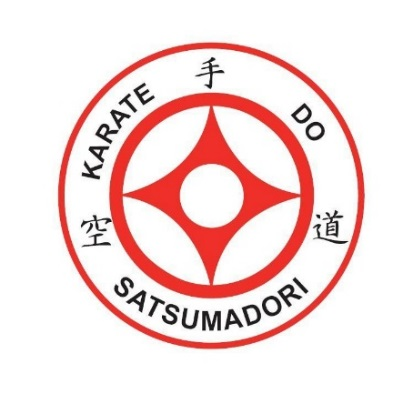 KARATE DO
空 手 道
SATSUMADORI